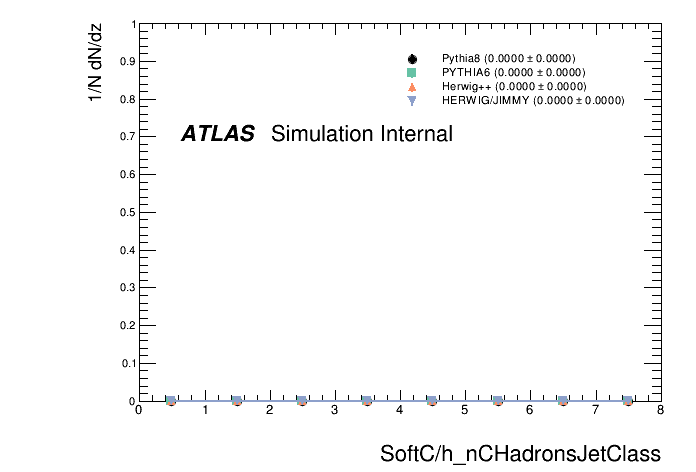 1/N dN/dz
1
0.9
0.8
0.7
0.6
0.5
0.4
0.3
0.2
0.1
0
Pythia8 (0.0000 ± 0.0000)
PYTHIA6 (0.0000 ± 0.0000)
Herwig++ (0.0000 ± 0.0000)
HERWIG/JIMMY (0.0000 ± 0.0000)
ATLAS Simulation Internal
0 1 2 3 4 5 6 7 8
SoftC/h_nCHadronsJetClass